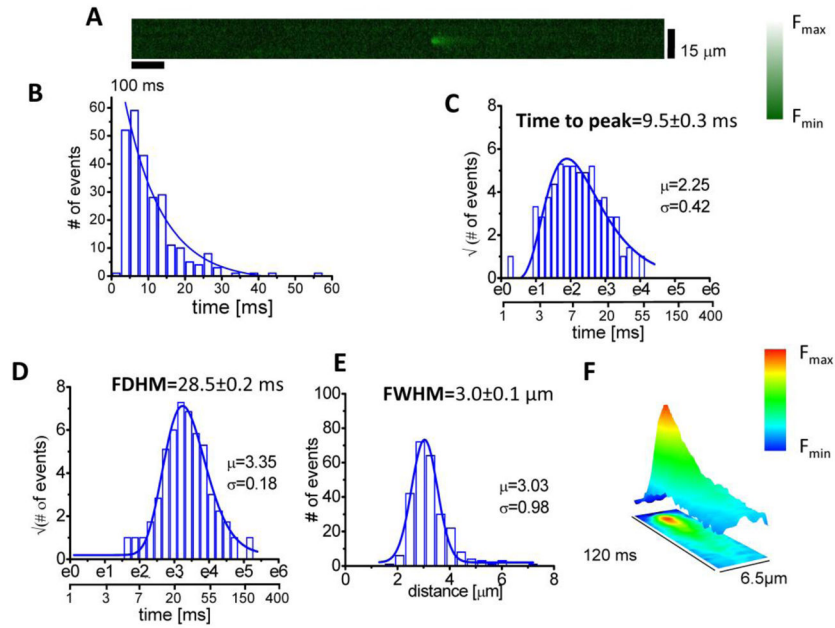 A
15 μm
100 ms
Fmax
Fmin
B
# of events
60
50
40
30
20
10
0
0 10 20 30 40 50 60
time [ms]
C
Time to peak=9.5±0.3 ms
μ=2.25
σ=0.42
√ (# of events)
8
6
4
2
0
e0 e1 e2 e3 e4 e5 e6
1 3 7 20 55 150 400
time [ms]
D
FDHM=28.5±0.2 ms
μ=3.35
σ=0.18
√(# of events)
8
6
4
2
0
e0 e1 e2 e3 e4 e5 e6
1 3 7 20 55 150 400
time [ms]
E
FWHM=3.0±0.1 μm
μ=3.03
σ=0.98
# of events
100
80
60
40
20
0
0 2 4 6 8
distance [μm]
F
Fmax
Fmin
120 ms
6.5μm